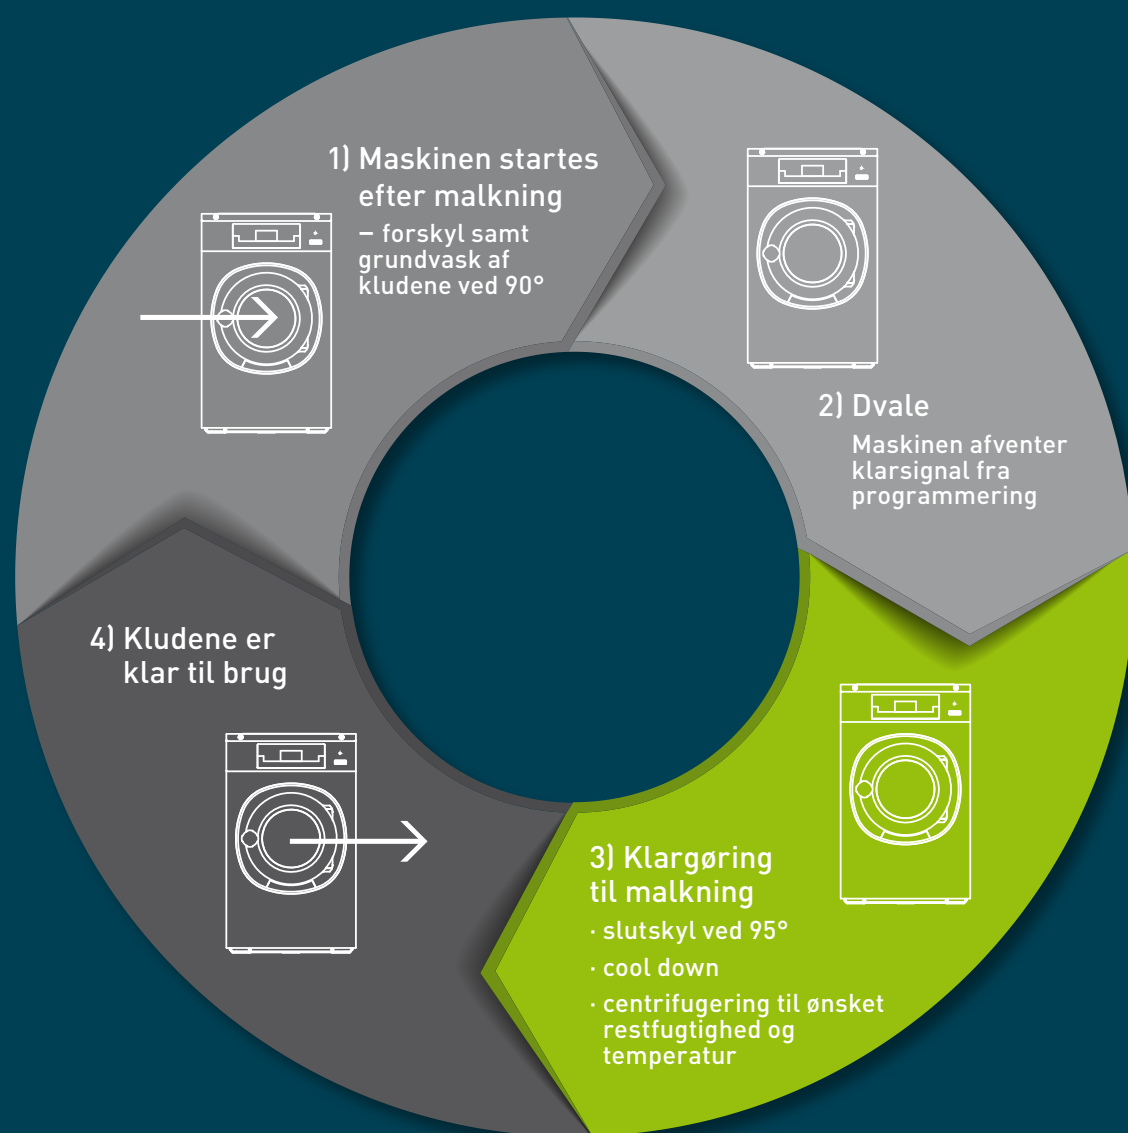 1) Maskinen startes
efter malkning
– forskyl samt
grundvask af
kludene ved 90°
2) Dvale
Maskinen afventer
klarsignal fra
programmering
3) Klargøring
til malkning
· slutskyl ved 95°
· cool down
· centrifugering til ønsket
restfugtighed og
temperatur
4) Kludene er
klar til brug